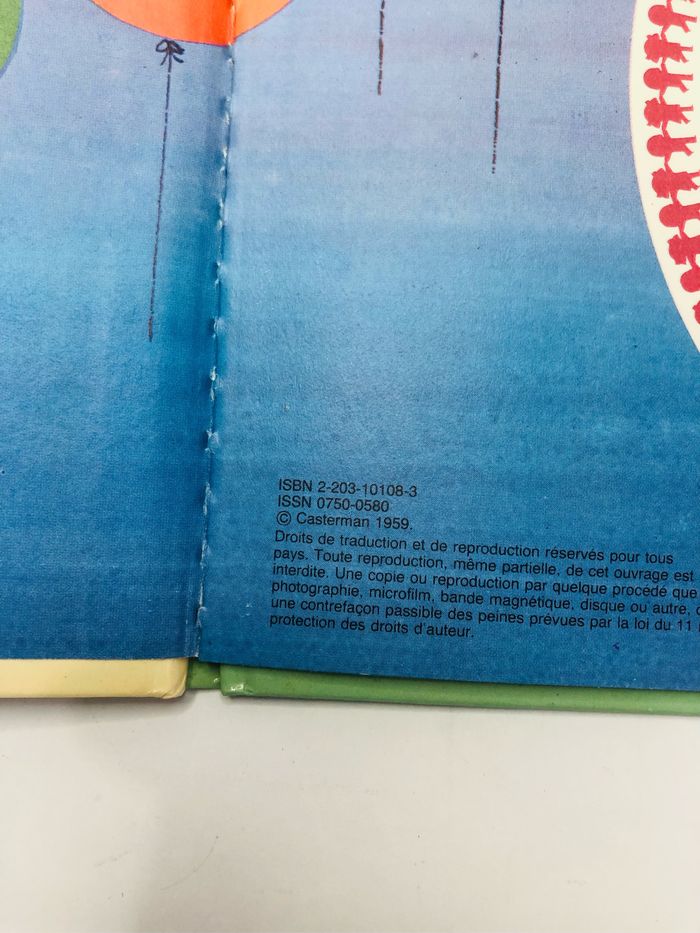 ISBN 2-203-10108-3
ISSN 0750-0580
© Casterman 1959.
Droits de traduction et de reproduction réservés pour tous
pays. Toute reproduction, même partielle, de cet ouvrage est
interdite. Une copie ou reproduction par quelque procédé que
photographie, microfilm, bande magnétique, disque ou autre,
une contrefaçon passible des peines prévues par la loi du 11
protection des droits d'auteur.